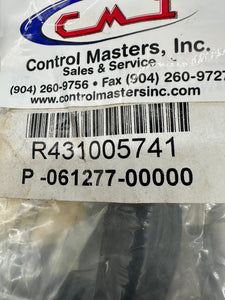 CMI
Control Masters, Inc.
Sales & Service
(904) 260-9756 • Fax (904) 260-9727
www.controlmastersinc.com
R431005741
P -061277-00000